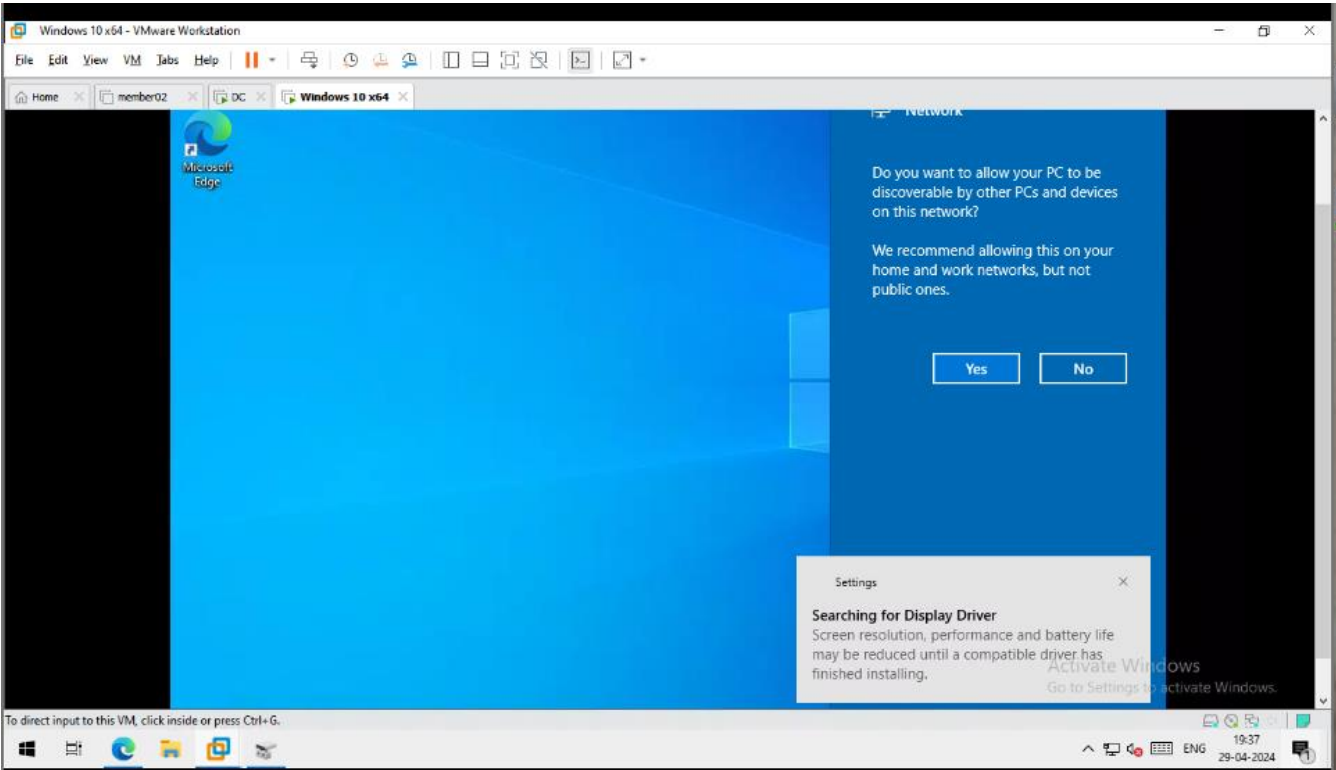 Windows 10 x64 - VMware Workstation
File Edit View VM Tabs Help
Home member02 DC Windows 10 x64
Microsoft
Edge
Network
Do you want to allow your PC to be
discoverable by other PCs and devices
on this network?
We recommend allowing this on your
home and work networks, but not
public ones.
Yes No
Settings
Searching for Display Driver
Screen resolution, performance and battery life
may be reduced until a compatible driver has
finished installing.
Activate Windows
Go to Settings to activate Windows.
To direct input to this VM, click inside or press Ctrl+G.
ENG
19:37
29-04-2024
1